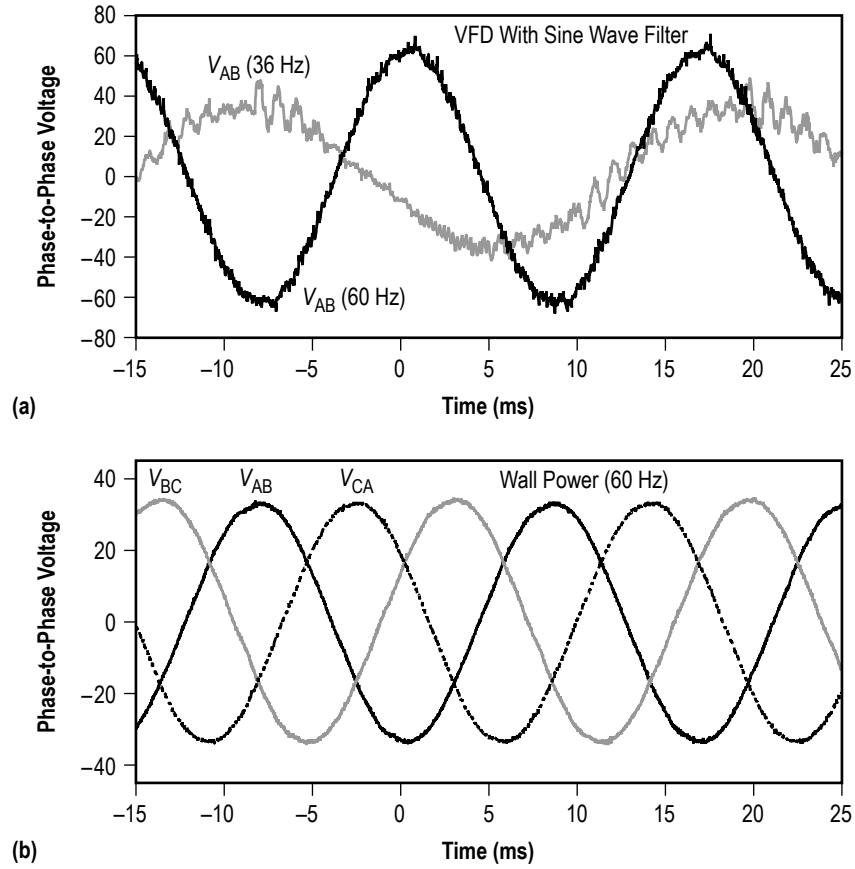 80
60
40
20
0
−20
−40
−60
−80
Phase-to-Phase Voltage
VFD With Sine Wave Filter
VAB (36 Hz)
VAB (60 Hz)
−15 −10 −5 0 5 10 15 20 25
Time (ms)
(a)
40
20
0
−20
−40
Phase-to-Phase Voltage
VBC VAB VCA Wall Power (60 Hz)
−15 −10 −5 0 5 10 15 20 25
Time (ms)
(b)